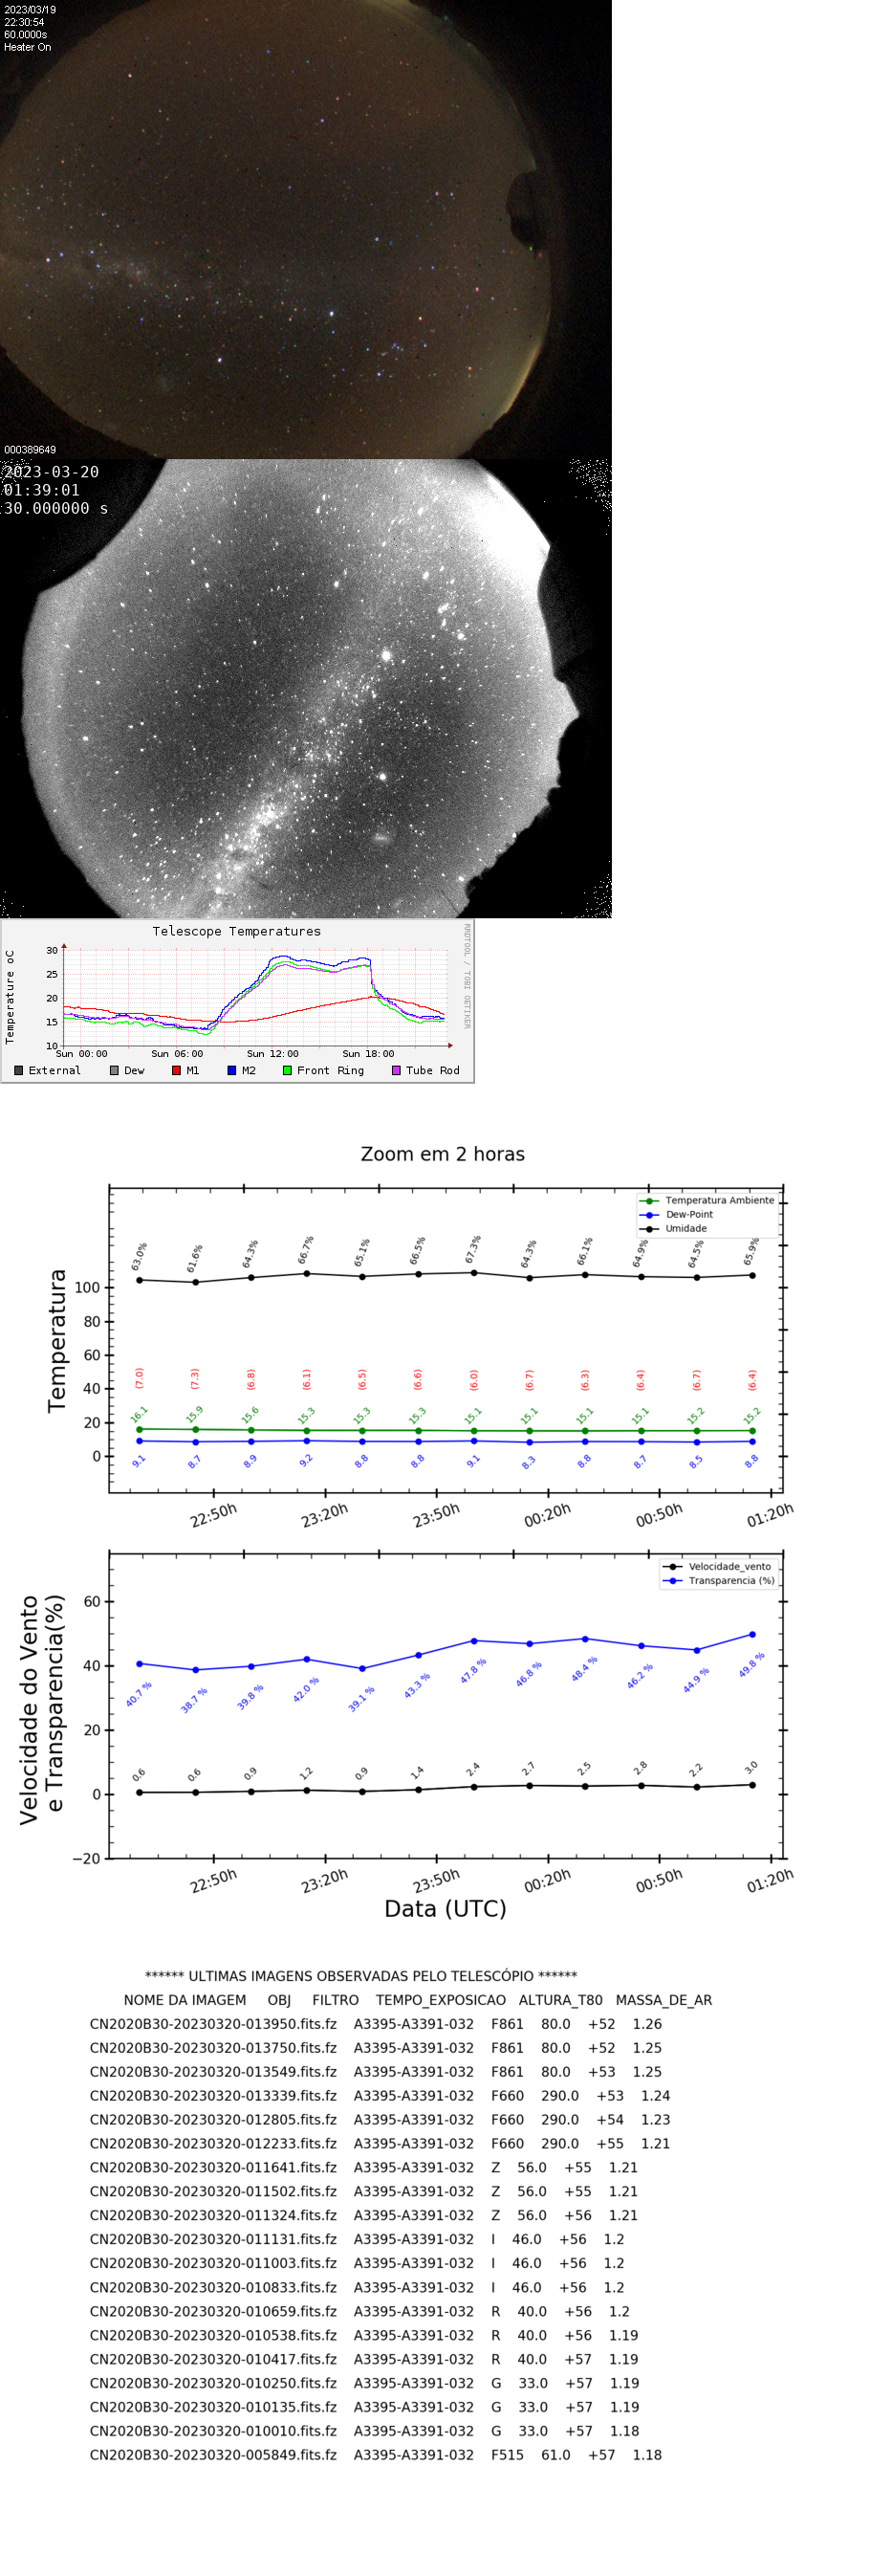 2023/03/19
22:30:54
60.0000s
Heater On
000389649
2023-03-20
01:39:01
30.000000 s
Telescope Temperatures
RRDTOOL / TOBI OETIKER
Temperature oC
30
25
20
15
10
Sun 00:00 Sun 06:00 Sun 12:00 Sun 18:00
External Dew M1 M2 Front Ring Tube Rod
Zoom em 2 horas
Temperatura Ambiente
Dew-Point
Umidade
63.0% 61.6% 64.3% 66.7% 65.1% 66.5% 67.3% 64.3% 66.1% 64.9% 64.5% 65.9%
Temperatura
100
80
60
40
20
0
(7.0) (7.3) (6.8) (6.1) (6.5) (6.6) (6.0) (6.7) (6.3) (6.4) (6.7) (6.4)
16.1 15.9 15.6 15.3 15.3 15.3 15.1 15.1 15.1 15.1 15.2 15.2
9.1 8.7 8.9 9.2 8.8 8.8 9.1 8.3 8.8 8.7 8.5 8.8
22:50h 23:20h 23:50h 00:20h 00:50h 01:20h
Velocidade_vento
Transparencia (%)
Velocidade do Vento
e Transparencia(%)
60
40
20
0
−20
40.7 % 38.7 % 39.8 % 42.0 % 39.1 % 43.3 % 47.8 % 46.8 % 48.4 % 46.2 % 44.9 % 49.8 %
0.6 0.6 0.9 1.2 0.9 1.4 2.4 2.7 2.5 2.8 2.2 3.0
22:50h 23:20h 23:50h 00:20h 00:50h 01:20h
Data (UTC)
****** ULTIMAS IMAGENS OBSERVADAS PELO TELESCÓPIO ******
NOME DA IMAGEM OBJ FILTRO TEMPO_EXPOSICAO ALTURA_T80 MASSA_DE_AR
CN2020B30-20230320-013950.fits.fz A3395-A3391-032 F861 80.0 +52 1.26
CN2020B30-20230320-013750.fits.fz A3395-A3391-032 F861 80.0 +52 1.25
CN2020B30-20230320-013549.fits.fz A3395-A3391-032 F861 80.0 +53 1.25
CN2020B30-20230320-013339.fits.fz A3395-A3391-032 F660 290.0 +53 1.24
CN2020B30-20230320-012805.fits.fz A3395-A3391-032 F660 290.0 +54 1.23
CN2020B30-20230320-012233.fits.fz A3395-A3391-032 F660 290.0 +55 1.21
CN2020B30-20230320-011641.fits.fz A3395-A3391-032 Z 56.0 +55 1.21
CN2020B30-20230320-011502.fits.fz A3395-A3391-032 Z 56.0 +55 1.21
CN2020B30-20230320-011324.fits.fz A3395-A3391-032 Z 56.0 +56 1.21
CN2020B30-20230320-011131.fits.fz A3395-A3391-032 I 46.0 +56 1.2
CN2020B30-20230320-011003.fits.fz A3395-A3391-032 I 46.0 +56 1.2
CN2020B30-20230320-010833.fits.fz A3395-A3391-032 I 46.0 +56 1.2
CN2020B30-20230320-010659.fits.fz A3395-A3391-032 R 40.0 +56 1.2
CN2020B30-20230320-010538.fits.fz A3395-A3391-032 R 40.0 +56 1.19
CN2020B30-20230320-010417.fits.fz A3395-A3391-032 R 40.0 +57 1.19
CN2020B30-20230320-010250.fits.fz A3395-A3391-032 G 33.0 +57 1.19
CN2020B30-20230320-010135.fits.fz A3395-A3391-032 G 33.0 +57 1.19
CN2020B30-20230320-010010.fits.fz A3395-A3391-032 G 33.0 +57 1.18
CN2020B30-20230320-005849.fits.fz A3395-A3391-032 F515 61.0 +57 1.18